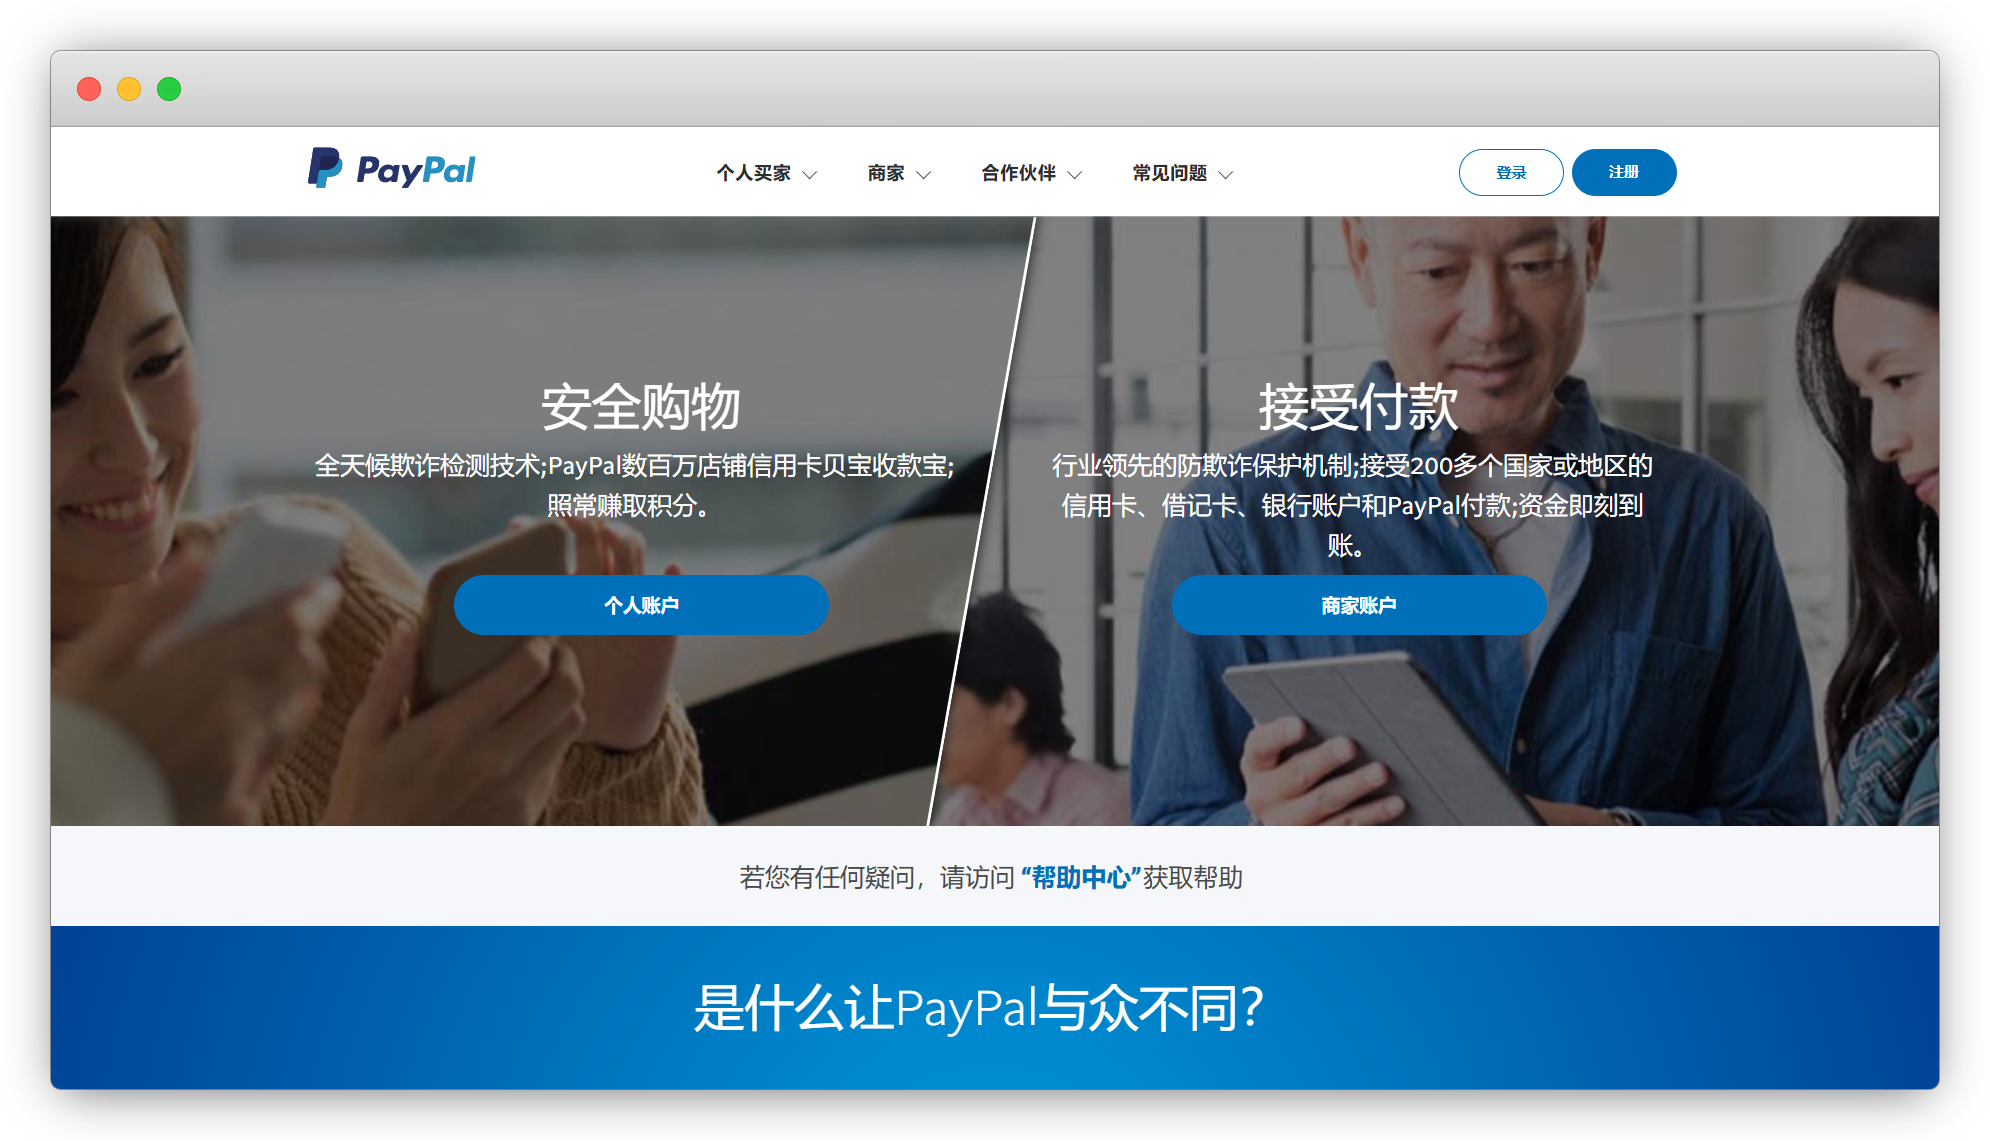 PayPal
个人买家
商家
合作伙伴
常见问题
登录
注册
安全购物
全天候欺诈检测技术;PayPal数百万店铺信用卡贝宝收款宝;
照常赚取积分。
个人账户
接受付款
行业领先的防欺诈保护机制;接受200多个国家或地区的
信用卡、借记卡、银行账户和PayPal付款;资金即刻到
账。
商家账户
若您有任何疑问，请访问 “帮助中心”获取帮助
是什么让PayPal与众不同？